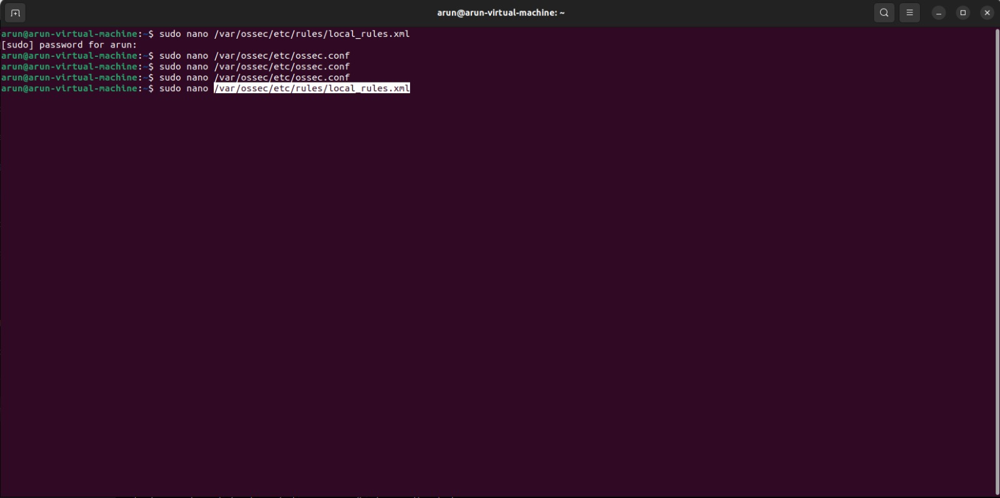 arun@arun-virtual-machine: ~
arun@arun-virtual-machine:~$ sudo nano /var/ossec/etc/rules/local_rules.xml
[sudo] password for arun:
arun@arun-virtual-machine:~$ sudo nano /var/ossec/etc/ossec.conf
arun@arun-virtual-machine:~$ sudo nano /var/ossec/etc/ossec.conf
arun@arun-virtual-machine:~$ sudo nano /var/ossec/etc/ossec.conf
arun@arun-virtual-machine:~$ sudo nano /var/ossec/etc/rules/local_rules.xml